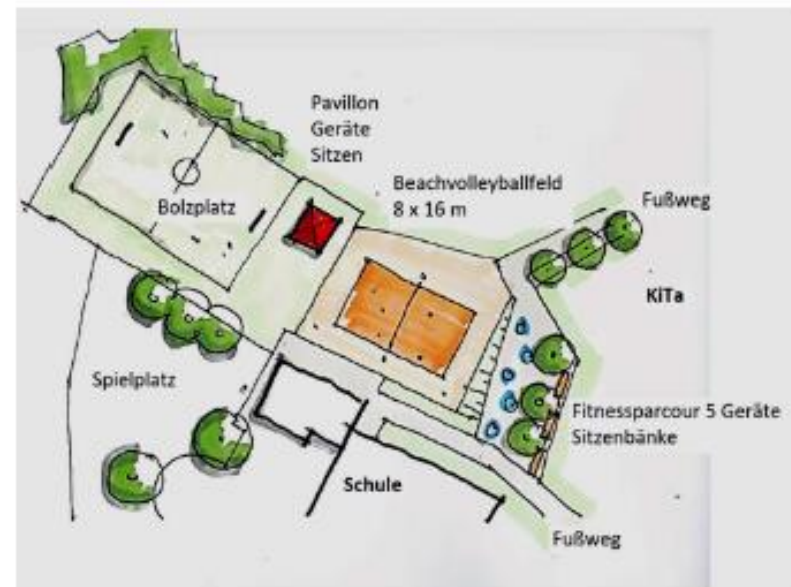 Pavillon
Geräte
Sitzen
Beachvolleyballfeld
8 x 16 m
Fußweg
Bolzplatz
KiTa
Spielplatz
Fitnessparcour 5 Geräte
Sitzenbänke
Schule
Fußweg